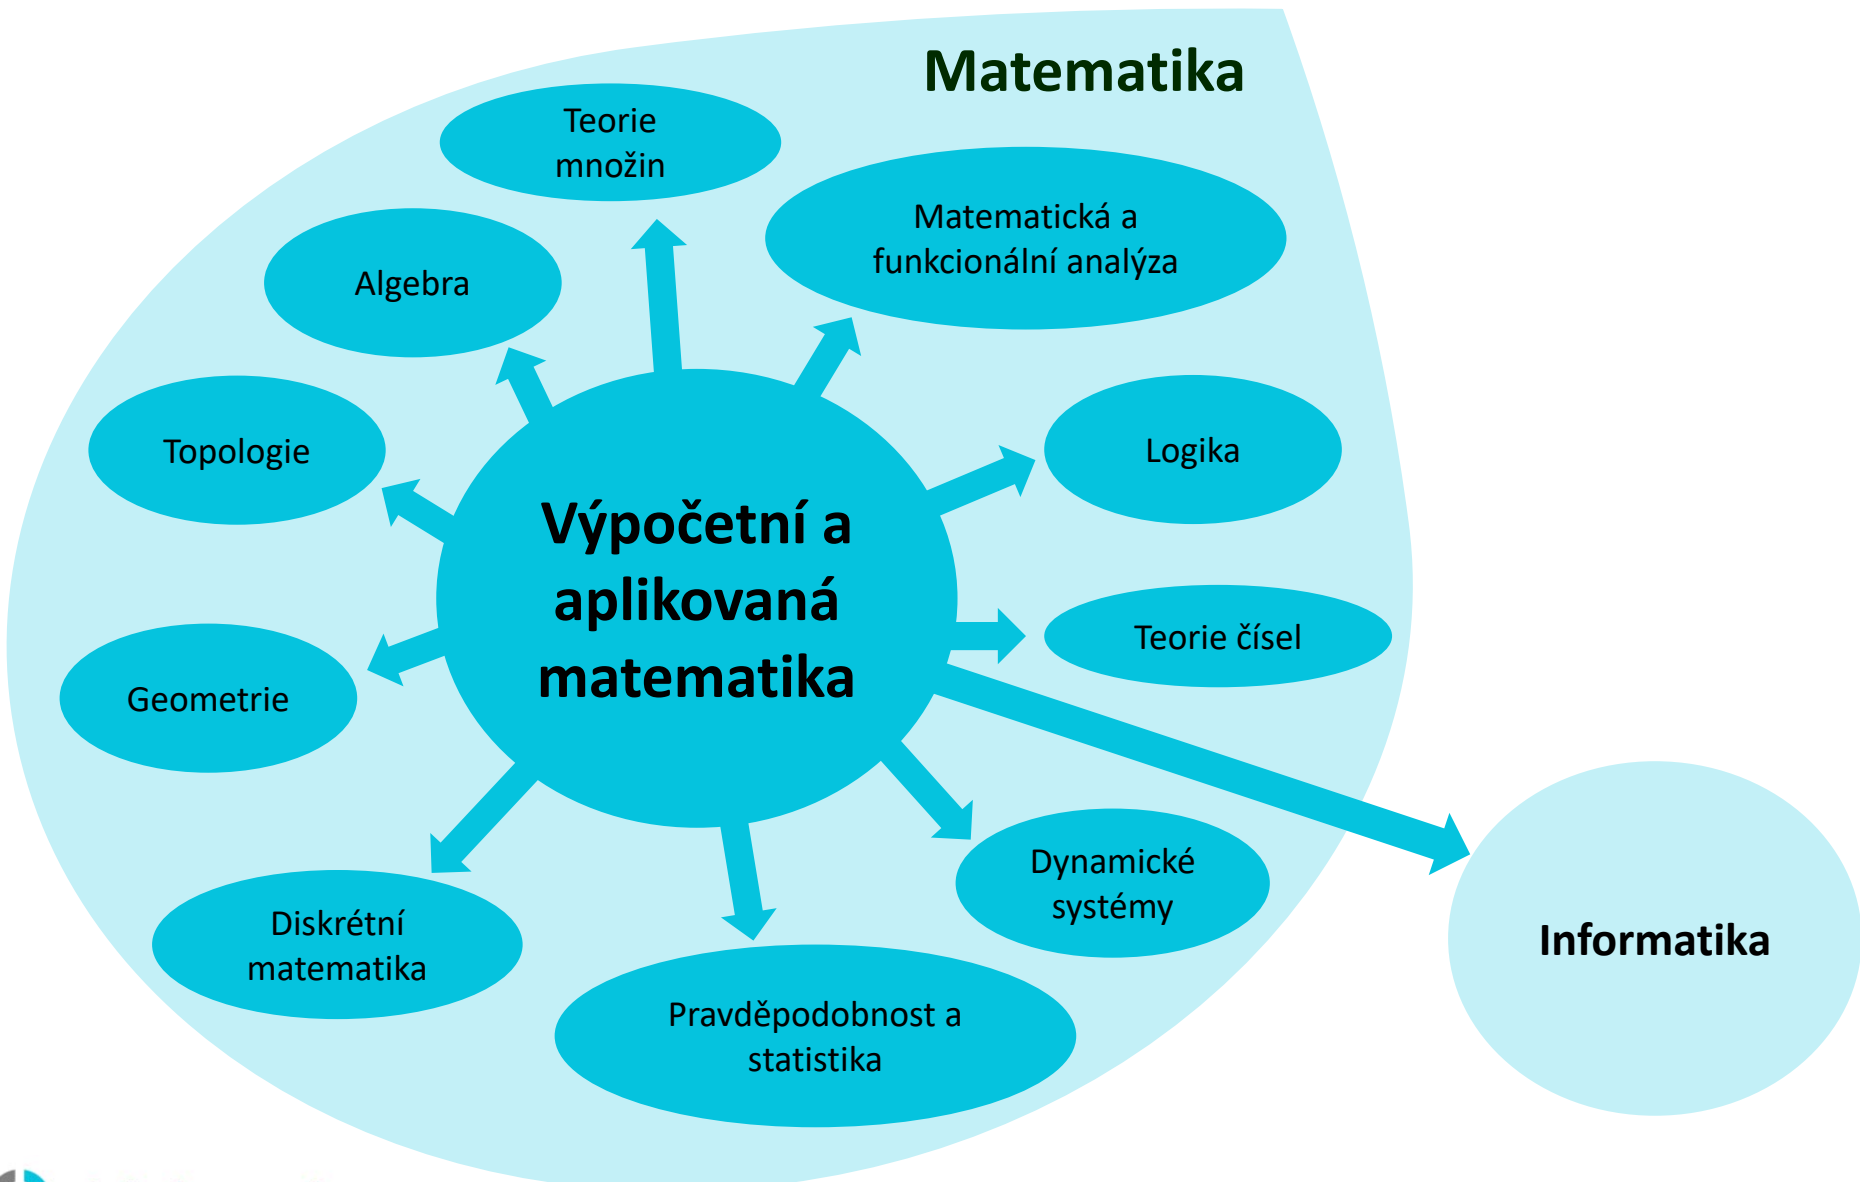 Matematika
Teorie
množin
Matematická a
funkcionální analýza
Algebra
Topologie
Logika
Výpočetní a
aplikovaná
matematika
Teorie čísel
Geometrie
Dynamické
systémy
Diskrétní
matematika
Informatika
Pravděpodobnost a
statistika